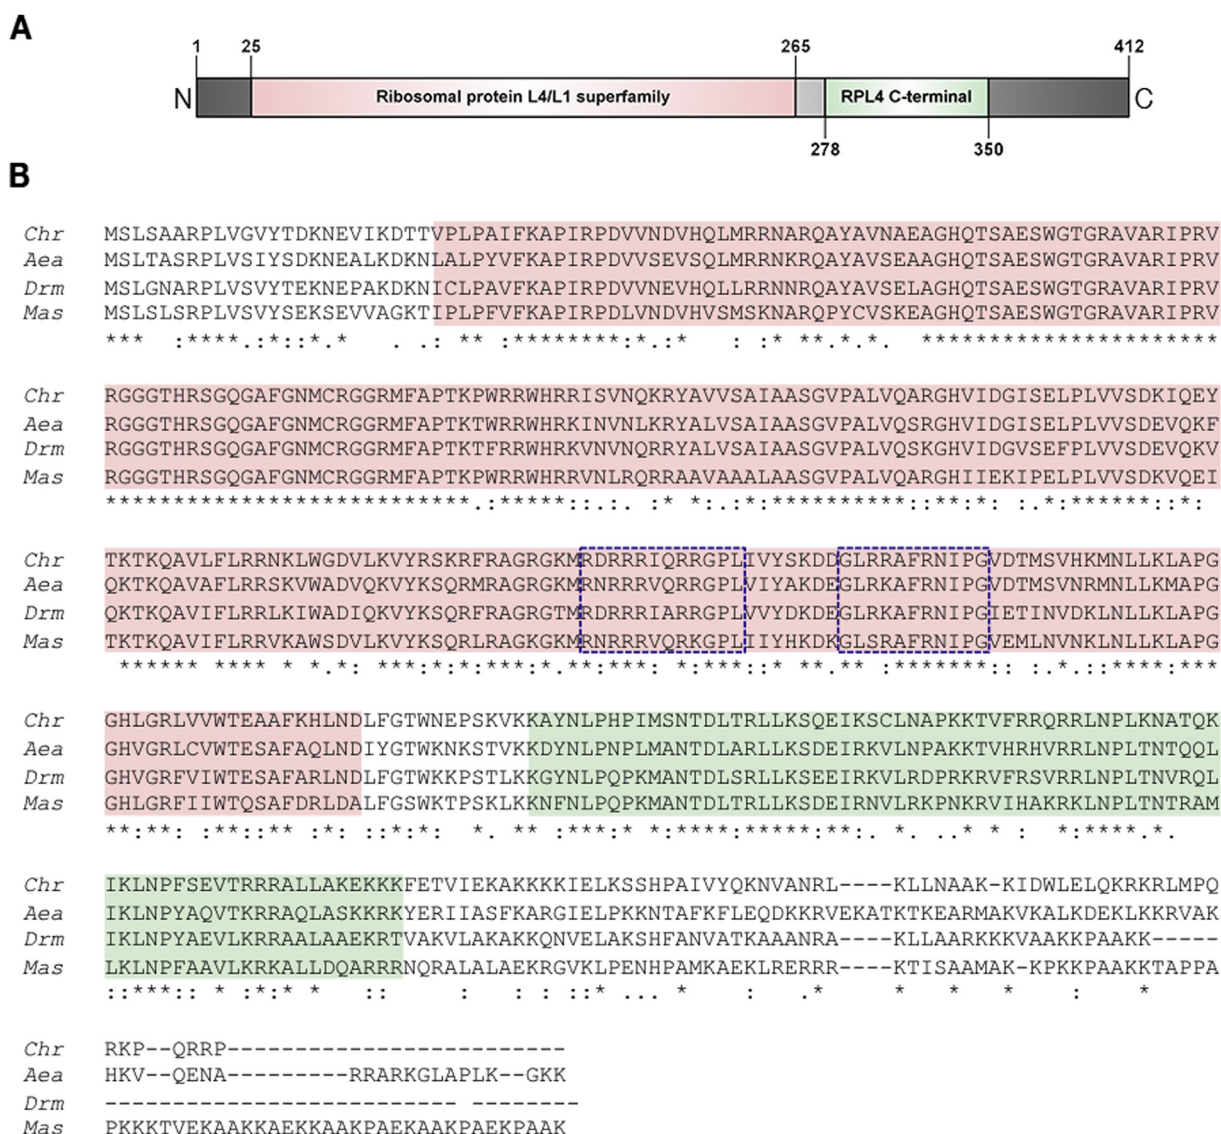 A
1 25 265 412
N Ribosomal protein L4/L1 superfamily RPL4 C-terminal C
278 350
B
Chr MSLSAARPLVGVYTDKNEVIKDTTVPLPAIFKAPIRPDVVNDVHQLMRRNARQAYAVNAEAGHQTSAESWGTGRAVARIPRV
Aea MSLTASRPLVSIYSDKNEALKDKNLALPYVFKAPIRPDVVSEVSQLMRRNKRQAYAVSEAAGHQTSAESWGTGRAVARIPRV
Drm MSLGNARPLVSVYTEKNEPAKDKNICLPAVFKAPIRPDVVNEVHQLLRRNNRQAYAVSELAGHQTSAESWGTGRAVARIPRV
Mas MSLSLSRPLVSVYSEKSEVVAGKTIPLPFVFKAPIRPDLVNDVHVSMSKNARQPYCVSKEAGHQTSAESWGTGRAVARIPRV
*** :****.:*::*.* . .: ** :*******:*.:* : :* **.*.*. **********************
Chr RGGGTHRSGQGAFGNMCRGGRMFAPTKPWRRWHRRISVNQKRYAVVSAIAASGVPALVQARGHVIDGISELPLVVSDKIQEY
Aea RGGGTHRSGQGAFGNMCRGGRMFAPTKTWRRWHRKINVNLKRYALVSAIAASGVPALVQSRGHVIDGISELPLVVSDEVQKF
Drm RGGGTHRSGQGAFGNMCRGGRMFAPTKTFRRWHRKVNVNQRRYALVSAIAASGVPALVQSKGHVIDGVSEFPLVVSDEVQKV
Mas RGGGTHRSGQGAFGNMCRGGRMFAPTKPWRRWHRRVNLRQRRAAVAAALAASGVPALVQARGHIIEKIPELPLVVSDKVQEI
***************************.:*****::.:. :* *:.:*:**********::**:*: :.*:******::*:
Chr TKTKQAVLFLRRNKLWGDVLKVYRSKRFRAGRGKMRDRRRIQRRGPLIVYSKDDGLRRAFRNIPGVDTMSVHKMNLLKLAPG
Aea QKTKQAVAFLRRSKVWADVQKVYKSQRMRAGRGKMRNRRRVQRRGPLVIYAKDEGLRKAFRNIPGVDTMSVNRMNLLKMAPG
Drm QKTKQAVIFLRRLKIWADIQKVYKSQRFRAGRGTMRDRRRIARRGPLVVYDKDEGLRKAFRNIPGIETINVDKLNLLKLAPG
Mas TKTKQAVIFLRRVKAWSDVLKVYKSQRLRAGKGKMRNRRRVQRKGPLIIYHKDKGLSRAFRNIPGVEMLNVNKLNLLKLAPG
****** **** * *.*: ***:*:*:***:*.**:***: *:***::* **.** :*******:: :.*.::****:***
Chr GHLGRLVVWTEAAFKHLNDLFGTWNEPSKVKKAYNLPHPIMSNTDLTRLLKSQEIKSCLNAPKKTVFRRQRRLNPLKNATQK
Aea GHVGRLCVWTESAFAQLNDIYGTWKNKSTVKKDYNLPNPLMANTDLARLLKSDEIRKVLNPAKKTVHRHVRRLNPLTNTQQL
Drm GHVGRFVIWTESAFARLNDLFGTWKKPSTLKKGYNLPQPKMANTDLSRLLKSEEIRKVLRDPRKRVFRSVRRLNPLTNVRQL
Mas GHLGRFIIWTQSAFDRLDALFGSWKTPSKLKKNFNLPQPKMANTDLTRLLKSDEIRNVLRKPNKRVIHAKRKLNPLTNTRAM
**:**: :**::** :*: ::*:*: *. ** :***:* *:****:*****:**:. *. ..* * : *:****.*.
Chr IKLNPFSEVTRRRALLAKEKKKFETVIEKAKKKKIELKSSHPAIVYQKNVANRL----KLLNAAK-KIDWLELQKRKRLMPQ
Aea IKLNPYAQVTKRRAQLASKKRKYERIIASFKARGIELPKKNTAFKFLEQDKKRVEKATKTKEARMAKVKALKDEKLKKRVAK
Drm IKLNPYAEVLKRRAALAAEKRTVAKVLAKAKKQNVELAKSHFANVATKAAANRA----KLLAARKKKVAAKKPAAKK-----
Mas LKLNPFAAVLKRKALLDQARRRNQRALALAEKRGVKLPENHPAMKAEKLRERRR----KTISAAMAK-KPKKPAAKKTAPPA
::***:: * :*:* * :: : : ::* ... * : .* * * * : *
Chr RKP--QRRP-------------------------
Aea HKV--QENA---------RRARKGLAPLK--GKK
Drm -------------------------- --------
Mas PKKKTVEKAAKKAEKKAAKPAEKAAKPAEKPAAK